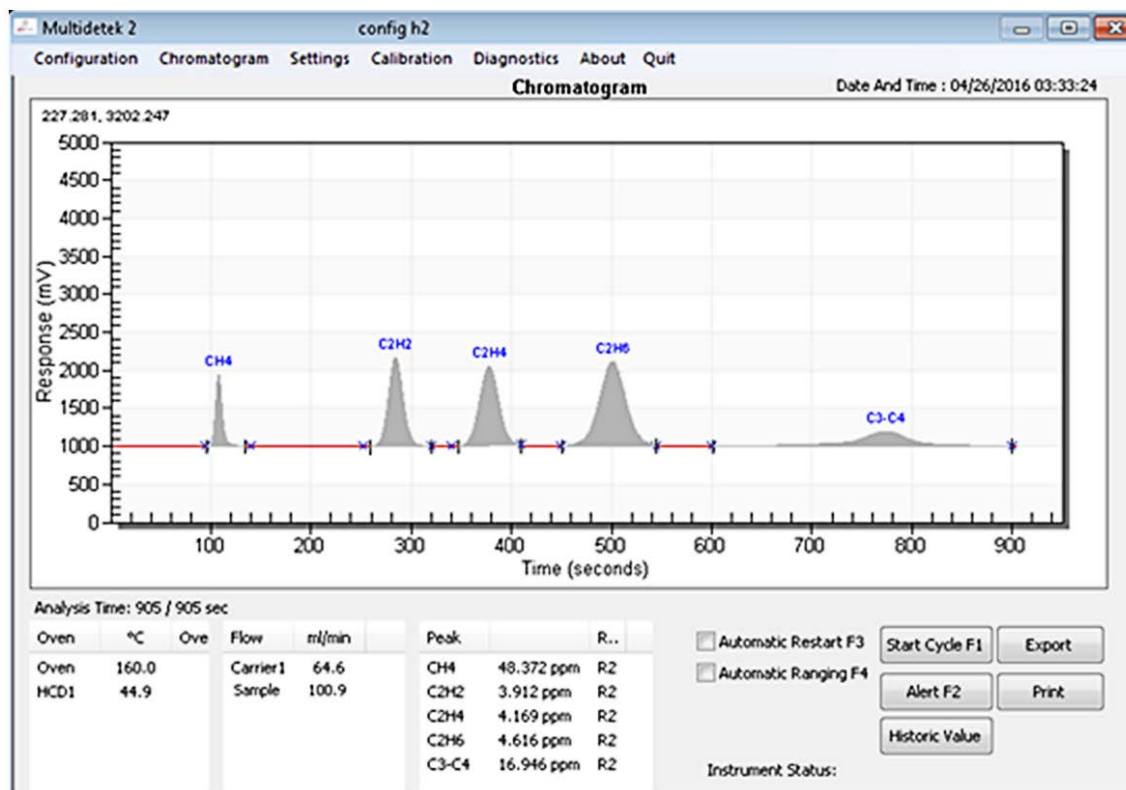 Multidetek 2 config h2
Configuration Chromatogram Settings Calibration Diagnostics About Quit
Chromatogram Date And Time : 04/26/2016 03:33:24
227.281, 3202.247
5000
4500
4000
3500
3000
2500
2000
1500
1000
500
0
Response (mV)
CH4
C2H2
C2H4
C2H6
C3-C4
100 200 300 400 500 600 700 800 900
Time (seconds)
Analysis Time: 905 / 905 sec
Oven °C Ove
Oven 160.0
HCD1 44.9
Flow ml/min
Carrier1 64.6
Sample 100.9
Peak R..
CH4 48.372 ppm R2
C2H2 3.912 ppm R2
C2H4 4.169 ppm R2
C2H6 4.616 ppm R2
C3-C4 16.946 ppm R2
Automatic Restart F3
Automatic Ranging F4
Start Cycle F1 Export
Alert F2 Print
Historic Value
Instrument Status: